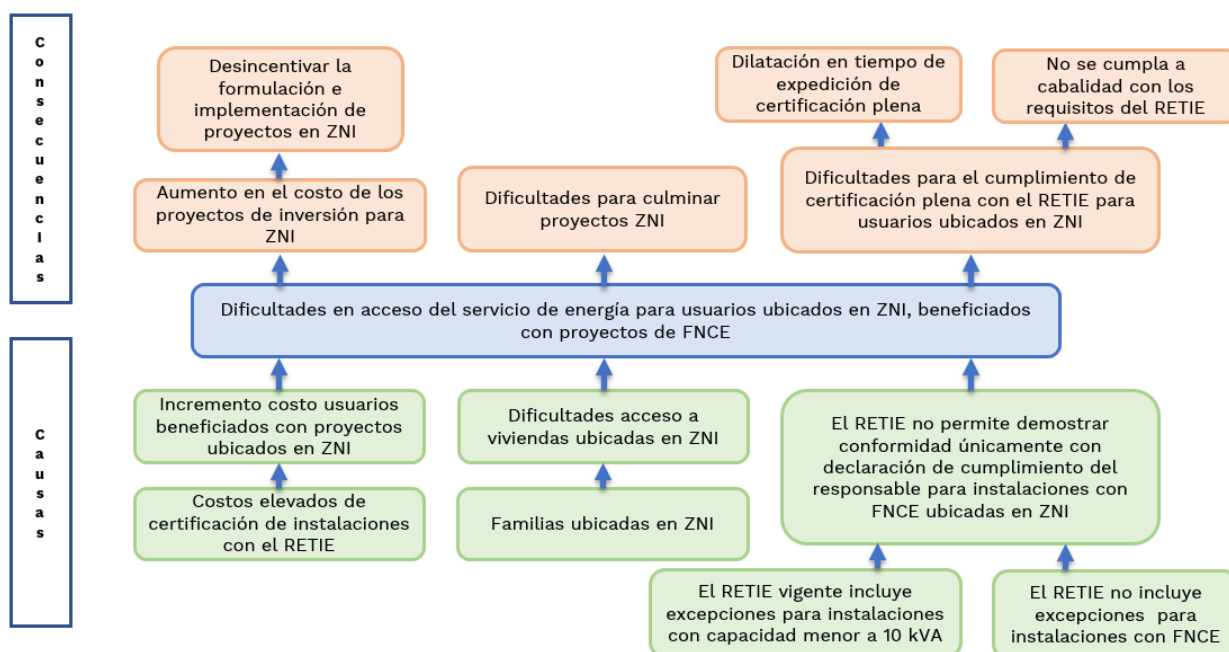 Consecuencias
Desincentivar la
formulación e
implementación de
proyectos en ZNI
Dilatación en tiempo de
expedición de
certificación plena
No se cumpla a
cabalidad con los
requisitos del RETIE
Aumento en el costo de los
proyectos de inversión para
ZNI
Dificultades para culminar
proyectos ZNI
Dificultades para el cumplimiento de
certificación plena con el RETIE para
usuarios ubicados en ZNI
Dificultades en acceso del servicio de energía para usuarios ubicados en ZNI, beneficiados
con proyectos de FNCE
Causas
Incremento costo usuarios
beneficiados con proyectos
ubicados en ZNI
Dificultades acceso a
viviendas ubicadas en ZNI
El RETIE no permite demostrar
conformidad únicamente con
declaración de cumplimiento del
responsable para instalaciones con
FNCE ubicadas en ZNI
Costos elevados de
certificación de instalaciones
con el RETIE
Familias ubicadas en ZNI
El RETIE vigente incluye
excepciones para instalaciones
con capacidad menor a 10 kVA
El RETIE no incluye
excepciones para
instalaciones con FNCE